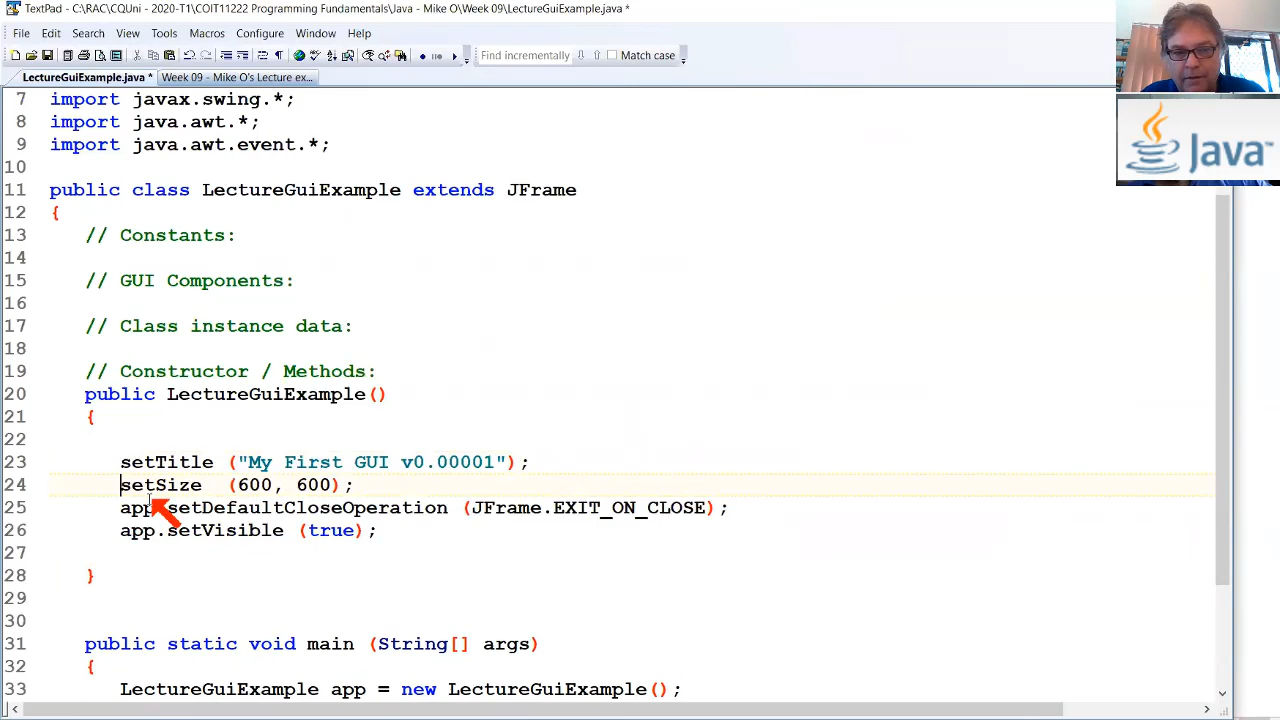 TextPad - C:\RAC\CQUni - 2020-T1\COIT11222 Programming Fundamentals\Java - Mike O\Week 09\LectureGuiExample.java *
File Edit Search View Tools Macros Configure Window Help
Find incrementally Match case
LectureGuiExample.java * Week 09 - Mike O's Lecture ex...
7 import javax.swing.*;
8 import java.awt.*;
9 import java.awt.event.*;
10
11 public class LectureGuiExample extends JFrame
12 {
13 // Constants:
14
15 // GUI Components:
16
17 // Class instance data:
18
19 // Constructor / Methods:
20 public LectureGuiExample()
21 {
22
23 setTitle ("My First GUI v0.00001");
24 setSize (600, 600);
25 app.setDefaultCloseOperation (JFrame.EXIT_ON_CLOSE);
26 app.setVisible (true);
27
28 }
29
30
31 public static void main (String[] args)
32 {
33 LectureGuiExample app = new LectureGuiExample();
Java™